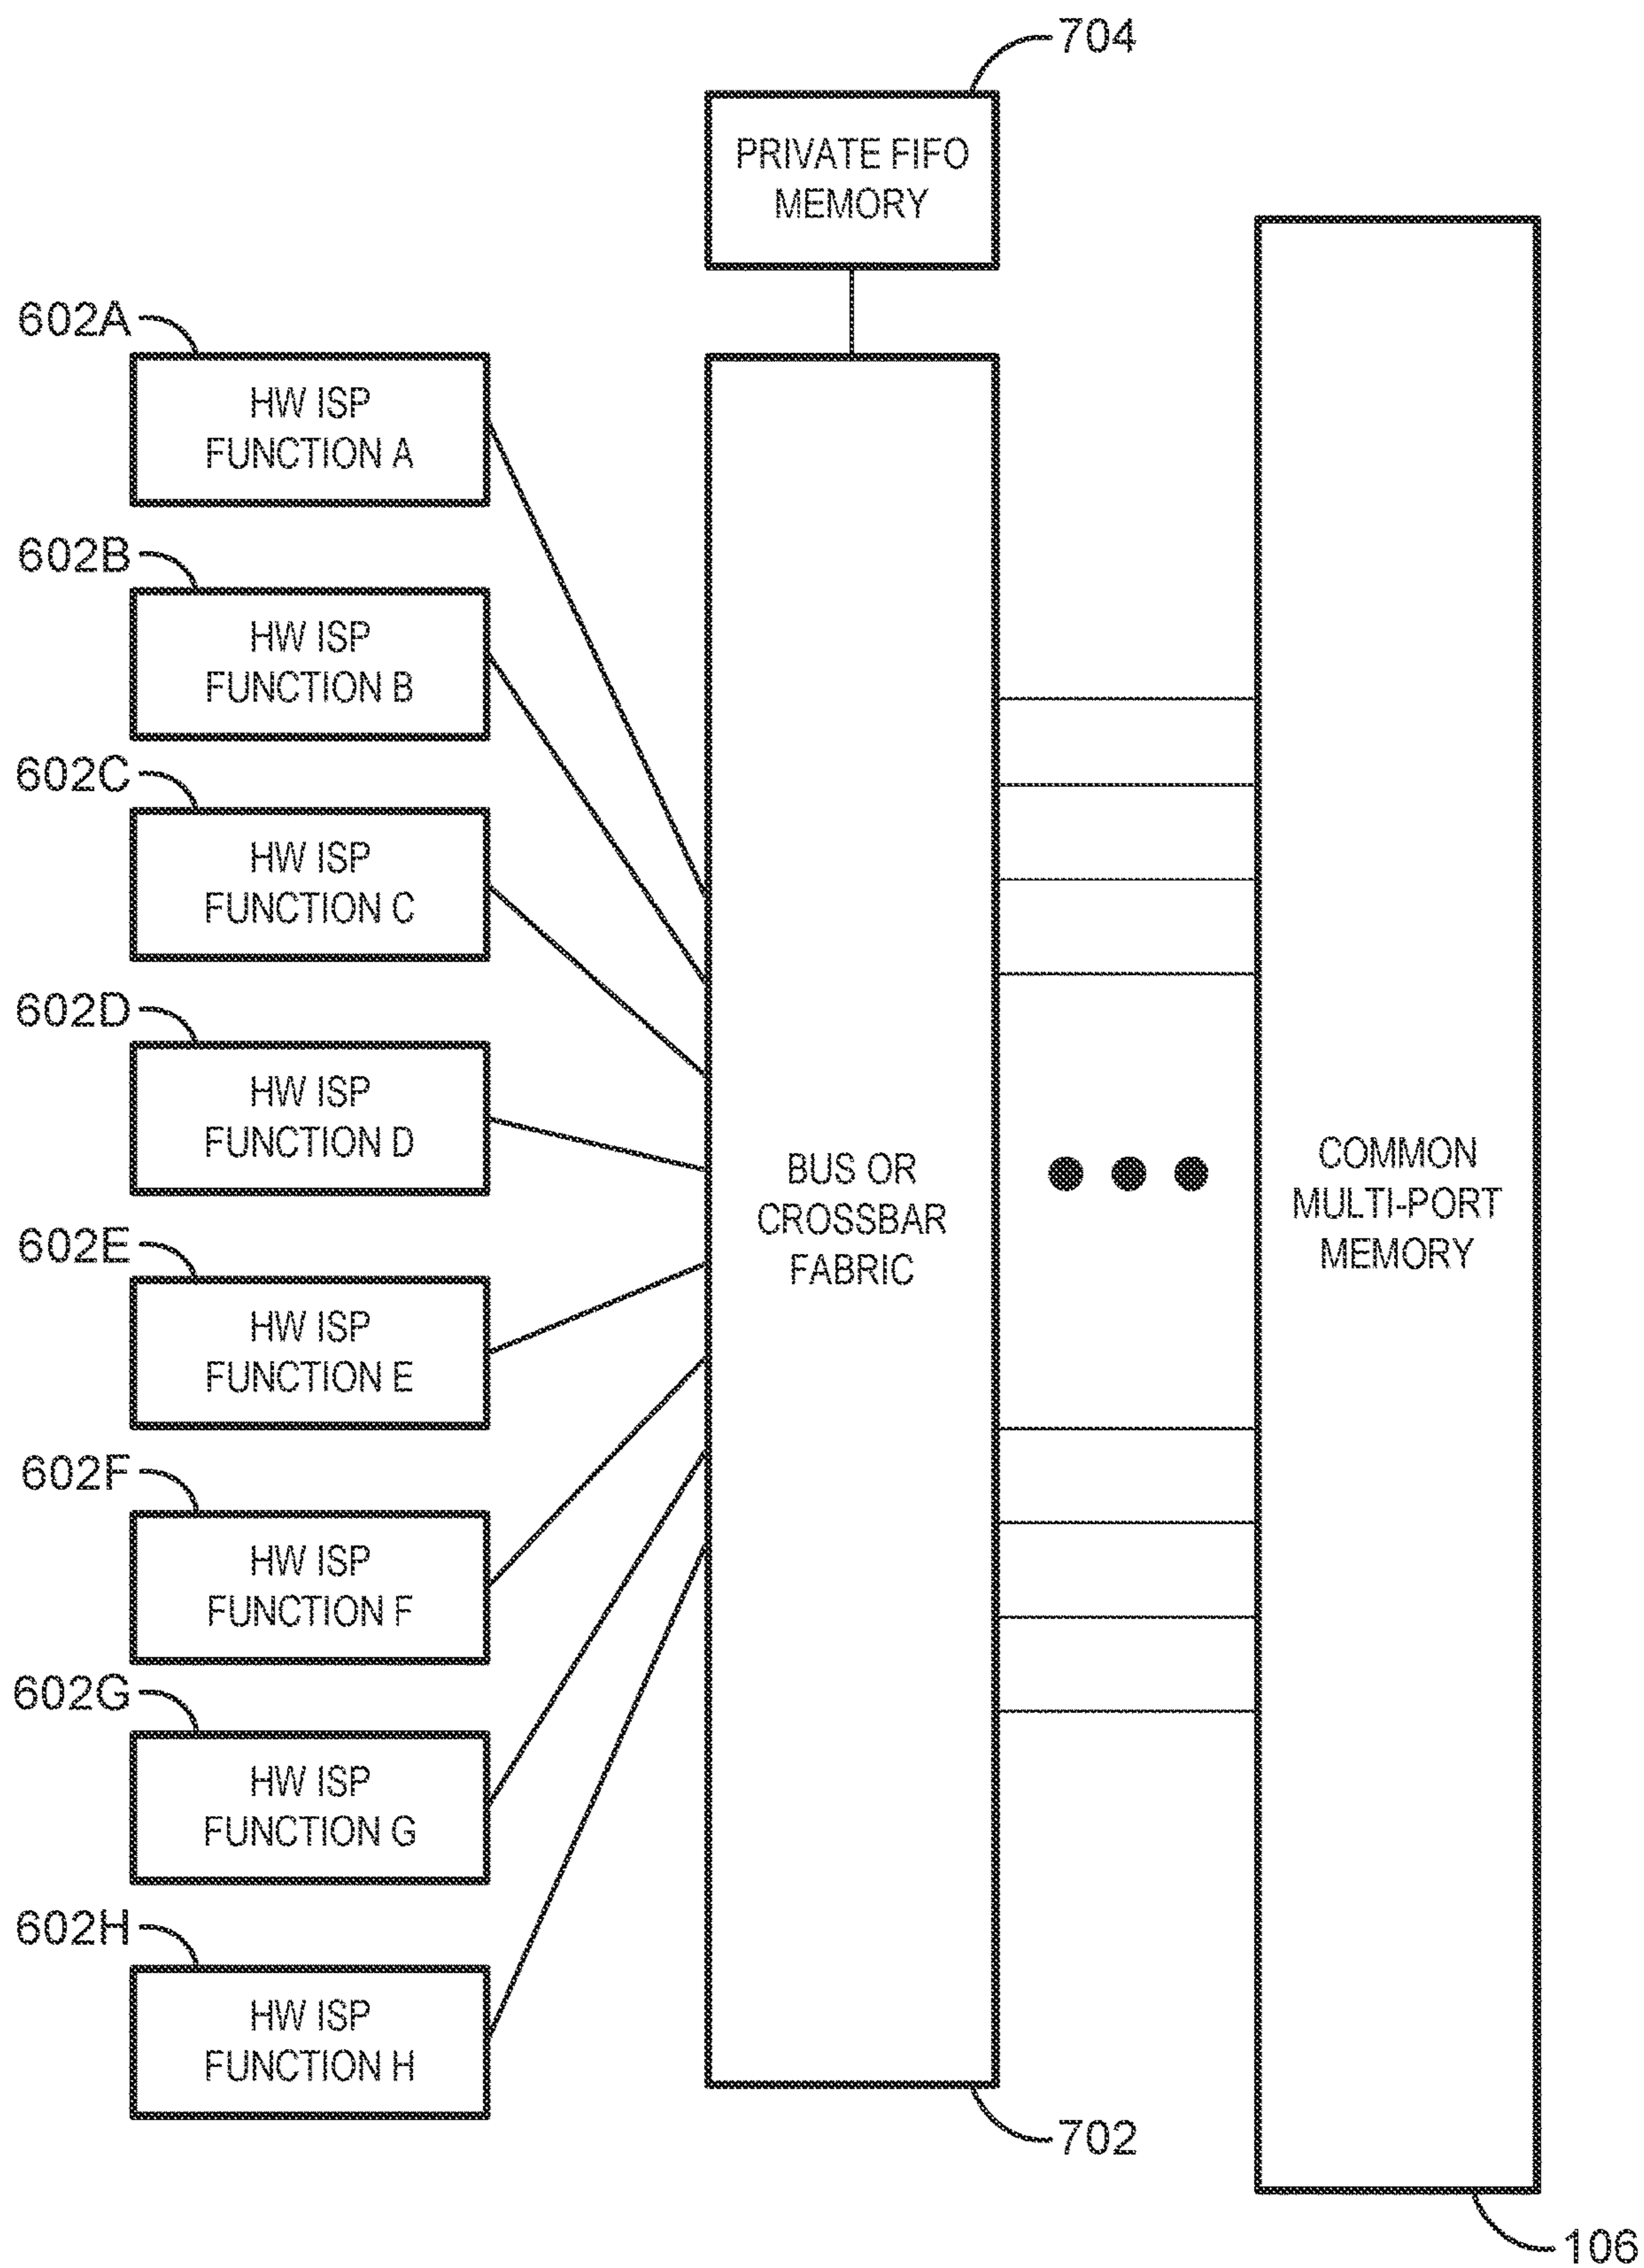 704
PRIVATE FIFO
MEMORY
602A
HW ISP
FUNCTION A
602B
HW ISP
FUNCTION B
602C
HW ISP
FUNCTION C
602D
HW ISP
FUNCTION D
602E
HW ISP
FUNCTION E
602F
HW ISP
FUNCTION F
602G
HW ISP
FUNCTION G
602H
HW ISP
FUNCTION H
BUS OR
CROSSBAR
FABRIC
702
COMMON
MULTI-PORT
MEMORY
106